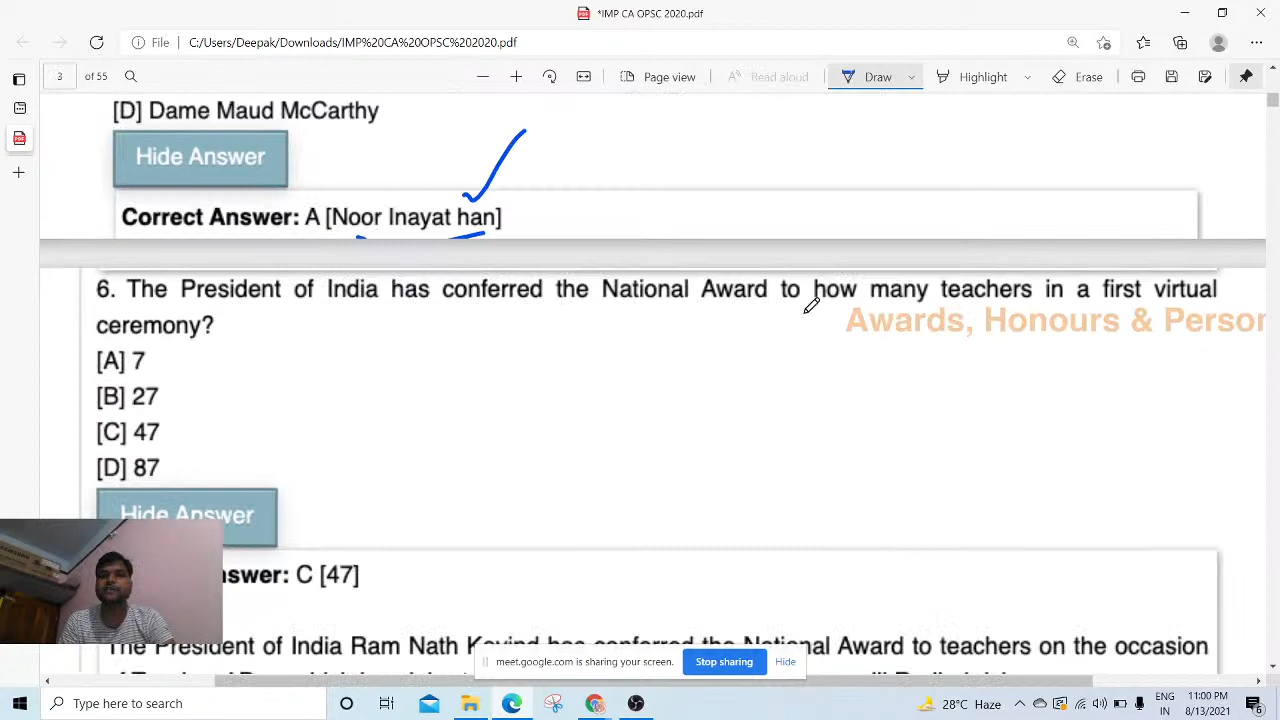 *IMP CA OPSC 2020.pdf
File
C:/Users/Deepak/Downloads/IMP%20CA%20OPSC%202020.pdf
3 of 55
Page view
Read aloud
Draw
Highlight
Erase
[D] Dame Maud McCarthy
Hide Answer
Correct Answer: A [Noor Inayat han]
6. The President of India has conferred the National Award to how many teachers in a first virtual
Awards, Honours & Person
ceremony?
[A] 7
[B] 27
[C] 47
[D] 87
Hide Answer
nswer: C [47]
The President of India Ram Nath Kovind has conferred the National Award to teachers on the occasion
meet.google.com is sharing your screen.
Stop sharing
Hide
Type here to search
28°C Haze
ENG
IN
11:00 PM
8/13/2021
6